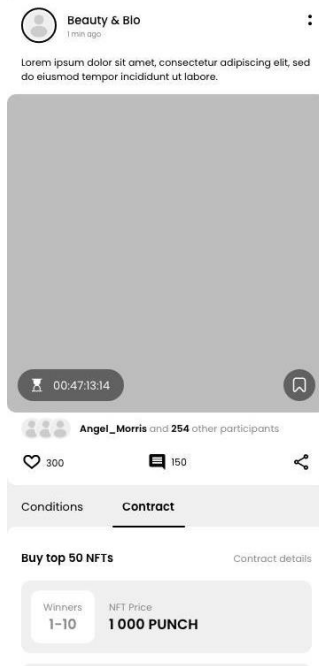 Beauty & Bio
1 min ago
Lorem ipsum dolor sit amet, consectetur adipiscing elit, sed
do eiusmod tempor incididunt ut labore.
00:47:13:14
Angel_Morris and 254 other participants
300
150
Conditions
Contract
Buy top 50 NFTs
Contract details
Winners
1-10
NFT Price
1 000 PUNCH